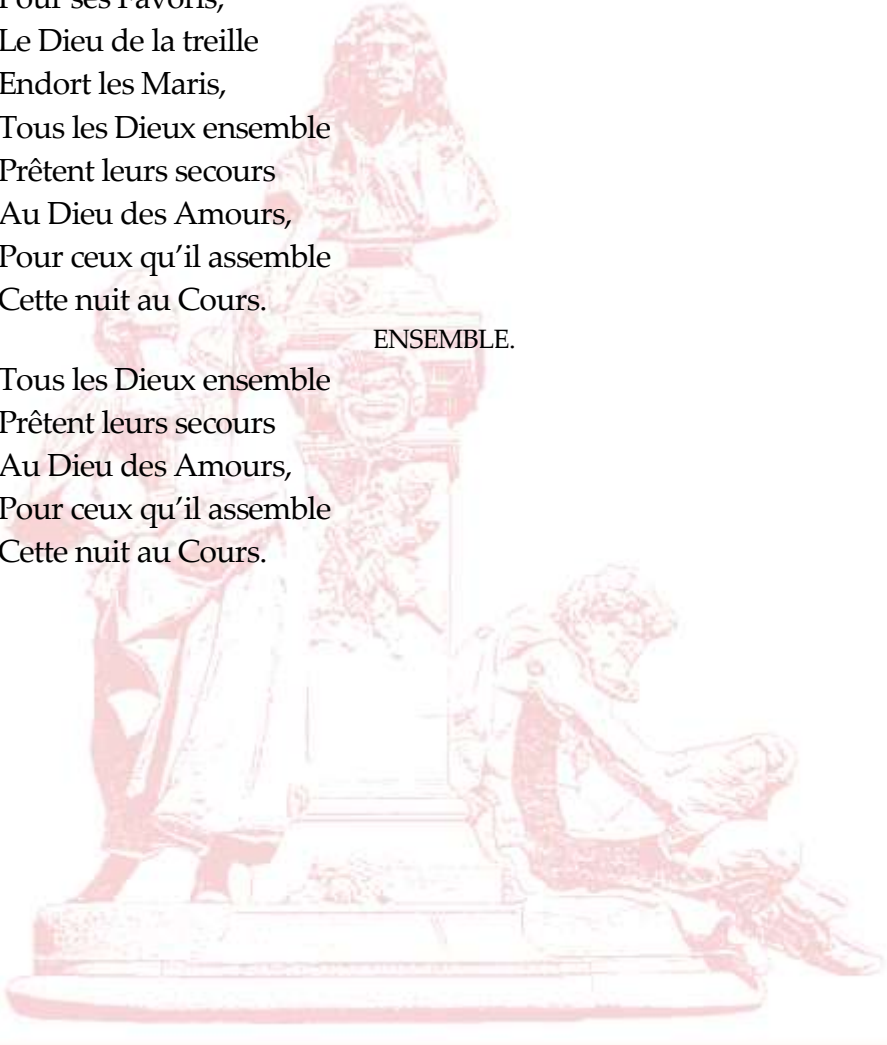 Pour ses Favoris,
Le Dieu de la treille
Endort les Maris,
Tous les Dieux ensemble
Prêtent leurs secours
Au Dieu des Amours,
Pour ceux qu’il assemble
Cette nuit au Cours.
ENSEMBLE.
Tous les Dieux ensemble
Prêtent leurs secours
Au Dieu des Amours,
Pour ceux qu’il assemble
Cette nuit au Cours.